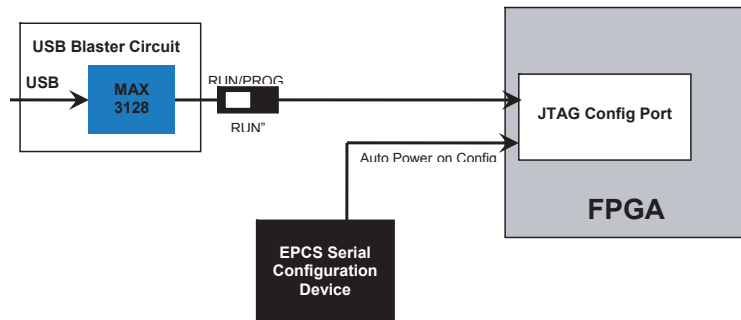 USB Blaster Circuit
USB
MAX
3128
RUN/PROG
RUN”
JTAG Config Port
Auto Power on Config
FPGA
EPCS Serial
Configuration
Device